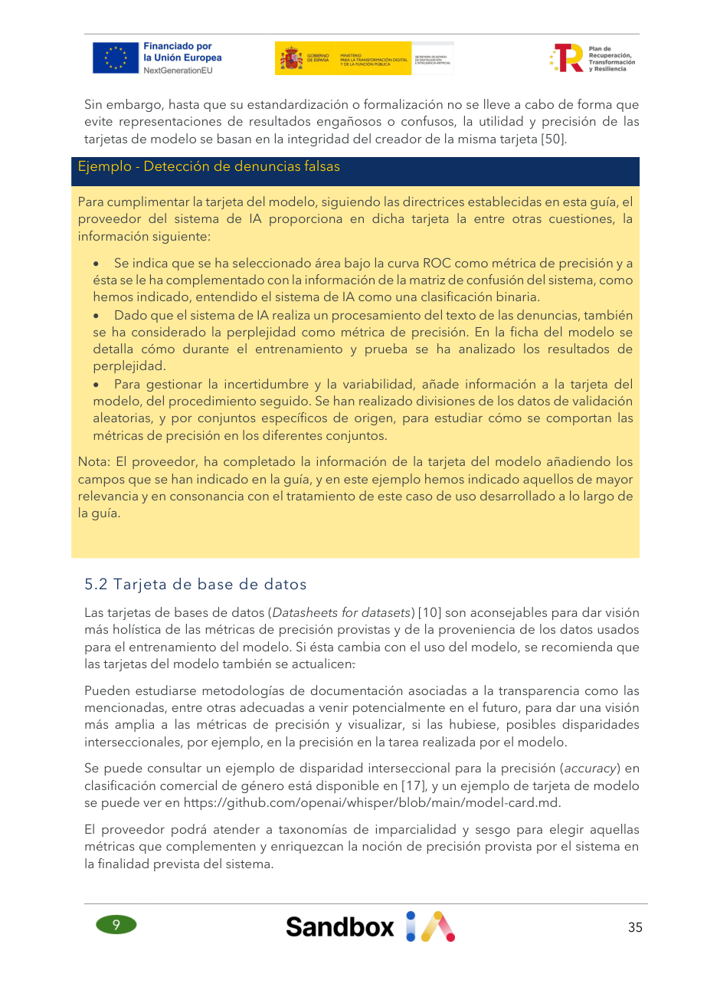 Financiado por
la Unión Europea
NextGenerationEU
GOBIERNO
DE ESPAÑA
MINISTERIO
PARA LA TRANSFORMACIÓN DIGITAL
Y DE LA FUNCIÓN PÚBLICA
SECRETARÍA DE ESTADO
DE DIGITALIZACIÓN
E INTELIGENCIA ARTIFICIAL
Plan de
Recuperación,
Transformación
y Resiliencia
Sin embargo, hasta que su estandardización o formalización no se lleve a cabo de forma que
evite representaciones de resultados engañosos o confusos, la utilidad y precisión de las
tarjetas de modelo se basan en la integridad del creador de la misma tarjeta [50].
Ejemplo - Detección de denuncias falsas
Para cumplimentar la tarjeta del modelo, siguiendo las directrices establecidas en esta guía, el
proveedor del sistema de IA proporciona en dicha tarjeta la entre otras cuestiones, la
información siguiente:
• Se indica que se ha seleccionado área bajo la curva ROC como métrica de precisión y a
ésta se le ha complementado con la información de la matriz de confusión del sistema, como
hemos indicado, entendido el sistema de IA como una clasificación binaria.
• Dado que el sistema de IA realiza un procesamiento del texto de las denuncias, también
se ha considerado la perplejidad como métrica de precisión. En la ficha del modelo se
detalla cómo durante el entrenamiento y prueba se ha analizado los resultados de
perplejidad.
• Para gestionar la incertidumbre y la variabilidad, añade información a la tarjeta del
modelo, del procedimiento seguido. Se han realizado divisiones de los datos de validación
aleatorias, y por conjuntos específicos de origen, para estudiar cómo se comportan las
métricas de precisión en los diferentes conjuntos.
Nota: El proveedor, ha completado la información de la tarjeta del modelo añadiendo los
campos que se han indicado en la guía, y en este ejemplo hemos indicado aquellos de mayor
relevancia y en consonancia con el tratamiento de este caso de uso desarrollado a lo largo de
la guía.
5.2 Tarjeta de base de datos
Las tarjetas de bases de datos (Datasheets for datasets) [10] son aconsejables para dar visión
más holística de las métricas de precisión provistas y de la proveniencia de los datos usados
para el entrenamiento del modelo. Si ésta cambia con el uso del modelo, se recomienda que
las tarjetas del modelo también se actualicen.
Pueden estudiarse metodologías de documentación asociadas a la transparencia como las
mencionadas, entre otras adecuadas a venir potencialmente en el futuro, para dar una visión
más amplia a las métricas de precisión y visualizar, si las hubiese, posibles disparidades
interseccionales, por ejemplo, en la precisión en la tarea realizada por el modelo.
Se puede consultar un ejemplo de disparidad interseccional para la precisión (accuracy) en
clasificación comercial de género está disponible en [17], y un ejemplo de tarjeta de modelo
se puede ver en https://github.com/openai/whisper/blob/main/model-card.md.
El proveedor podrá atender a taxonomías de imparcialidad y sesgo para elegir aquellas
métricas que complementen y enriquezcan la noción de precisión provista por el sistema en
la finalidad prevista del sistema.
9
Sandbox IA
35